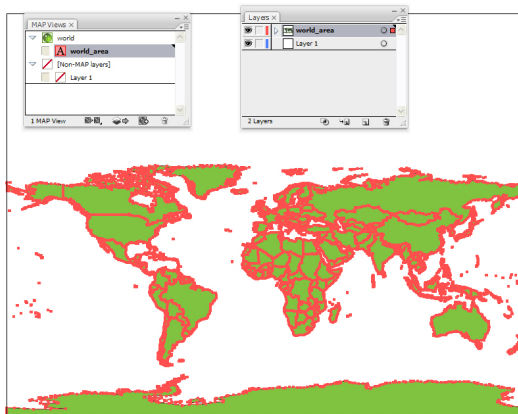 MAP Views ×
world
A world_area
[Non-MAP layers]
Layer 1
1 MAP View
Layers ×
world_area
Layer 1
2 Layers